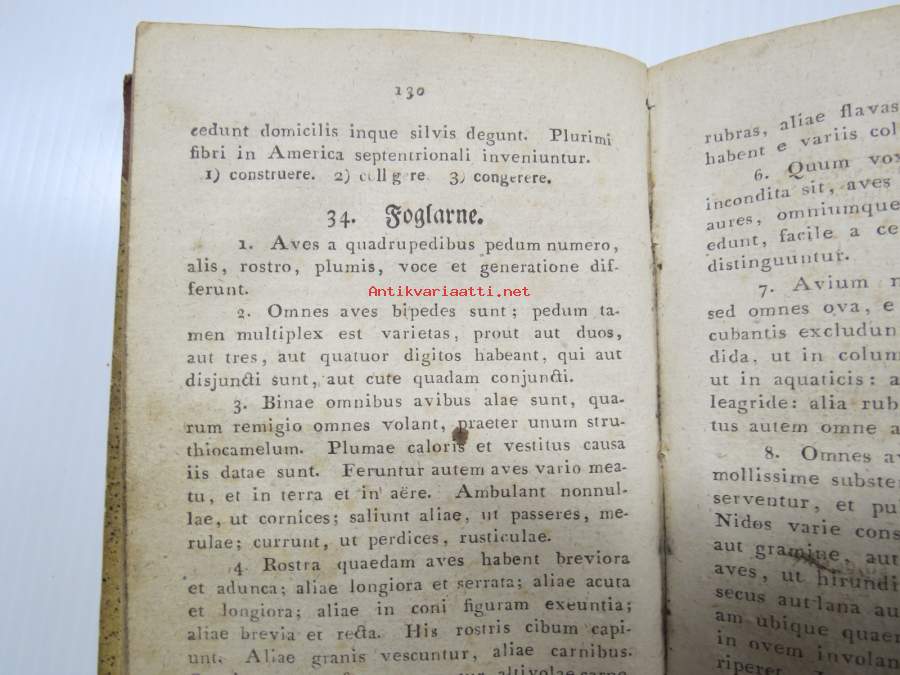 130
cedunt domicilis inque silvis degunt. Plurimi
fibri in America septentrionali inveniuntur.
1) construere. 2) coll g re. 3) congerere.
34. Foglarne.
1. Aves a quadrupedibus pedum numero,
alis, rostro, plumis, voce et generatione dif-
ferunt.
Antikvariaatti.net
2. Omnes aves bipedes sunt; pedum ta-
men multiplex est varietas, prout aut duos,
aut tres, aut quatuor digitos habeant, qui aut
disjuncti sunt, aut cute quadam conjuncti.
3. Binae omnibus avibus alae sunt, qua-
rum remigio omnes volant, praeter unum stru-
thiocamelum. Plumae caloris et vestitus causa
iis datae sunt. Feruntur autem aves vario mea-
tu, et in terra et in aëre. Ambulant nonnul-
lae, ut cornices; saliunt aliae, ut passeres, me-
rulae; currunt, ut perdices, rusticulae.
4. Rostra quaedam aves habent breviora
et adunca; aliae longiora et serrata; aliae acuta
et longiora; aliae in coni figuram exeuntia;
aliae brevia et recta. His rostris cibum capi-
unt. Aliae granis vescuntur, aliae carnibus.
altivolae carne
rubras, aliae flavas
habent e variis col
6. Quum vox
incondita sit, aves
aures, omniumque
edunt, facile a ce
distinguuntur.
7. Avium n
sed omnes ova, e
cubantis excludun
dida, ut in colum
ut in aquaticis: a
leagride: alia rub
tus autem omne a
8. Omnes av
mollissime subster
serventur, et pul
Nidos varie cons
aut gramine, aut
aves, ut hirundi
secus aut lana au
am ubique quaer
in ovem involan
riperet.